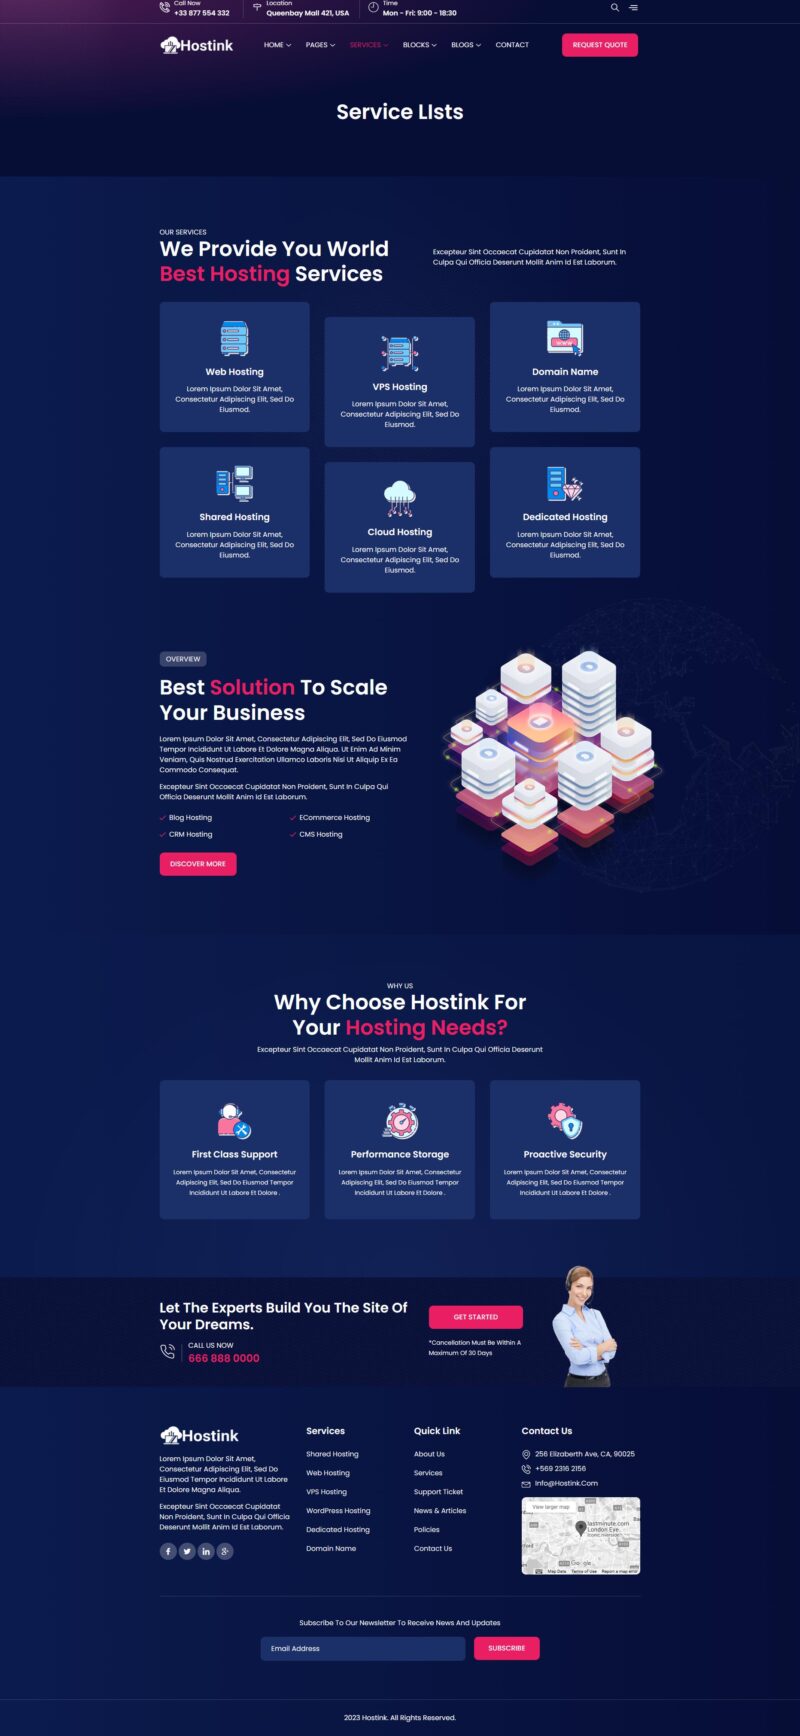 Call Now
+33 877 554 332
Location
Queenbay Mall 421, USA
Time
Mon - Fri: 9:00 - 18:30
Hostink
HOME
PAGES
SERVICES
BLOCKS
BLOGS
CONTACT
REQUEST QUOTE
Service LIsts
OUR SERVICES
We Provide You World
Best Hosting Services
Excepteur Sint Occaecat Cupidatat Non Proident, Sunt In
Culpa Qui Officia Deserunt Mollit Anim Id Est Laborum.
Web Hosting
Lorem Ipsum Dolor Sit Amet,
Consectetur Adipiscing Elit, Sed Do
Eiusmod.
VPS Hosting
Lorem Ipsum Dolor Sit Amet,
Consectetur Adipiscing Elit, Sed Do
Eiusmod.
WWW
Domain Name
Lorem Ipsum Dolor Sit Amet,
Consectetur Adipiscing Elit, Sed Do
Eiusmod.
Shared Hosting
Lorem Ipsum Dolor Sit Amet,
Consectetur Adipiscing Elit, Sed Do
Eiusmod.
Cloud Hosting
Lorem Ipsum Dolor Sit Amet,
Consectetur Adipiscing Elit, Sed Do
Eiusmod.
Dedicated Hosting
Lorem Ipsum Dolor Sit Amet,
Consectetur Adipiscing Elit, Sed Do
Eiusmod.
OVERVIEW
Best Solution To Scale
Your Business
Lorem Ipsum Dolor Sit Amet, Consectetur Adipiscing Elit, Sed Do Eiusmod
Tempor Incididunt Ut Labore Et Dolore Magna Aliqua. Ut Enim Ad Minim
Veniam, Quis Nostrud Exercitation Ullamco Laboris Nisi Ut Aliquip Ex Ea
Commodo Consequat.
Excepteur Sint Occaecat Cupidatat Non Proident, Sunt In Culpa Qui
Officia Deserunt Mollit Anim Id Est Laborum.
Blog Hosting
ECommerce Hosting
CRM Hosting
CMS Hosting
DISCOVER MORE
WHY US
Why Choose Hostink For
Your Hosting Needs?
Excepteur Sint Occaecat Cupidatat Non Proident, Sunt In Culpa Qui Officia Deserunt
Mollit Anim Id Est Laborum.
First Class Support
Lorem Ipsum Dolor Sit Amet, Consectetur
Adipiscing Elit, Sed Do Eiusmod Tempor
Incididunt Ut Labore Et Dolore .
Performance Storage
Lorem Ipsum Dolor Sit Amet, Consectetur
Adipiscing Elit, Sed Do Eiusmod Tempor
Incididunt Ut Labore Et Dolore .
Proactive Security
Lorem Ipsum Dolor Sit Amet, Consectetur
Adipiscing Elit, Sed Do Eiusmod Tempor
Incididunt Ut Labore Et Dolore .
Let The Experts Build You The Site Of
Your Dreams.
CALL US NOW
666 888 0000
GET STARTED
*Cancellation Must Be Within A
Maximum Of 30 Days
Hostink
Lorem Ipsum Dolor Sit Amet,
Consectetur Adipiscing Elit, Sed Do
Eiusmod Tempor Incididunt Ut Labore
Et Dolore Magna Aliqua.
Excepteur Sint Occaecat Cupidatat
Non Proident, Sunt In Culpa Qui Officia
Deserunt Mollit Anim Id Est Laborum.
Services
Shared Hosting
Web Hosting
VPS Hosting
WordPress Hosting
Dedicated Hosting
Domain Name
Quick Link
About Us
Services
Support Ticket
News & Articles
Policies
Contact Us
Contact Us
256 Elizaberth Ave, CA, 90025
+569 2316 2156
Info@Hostink.Com
View larger map
lastminute.com
London Eye
Google
Map Data
Terms of Use
Report a map error
Subscribe To Our Newsletter To Receive News And Updates
Email Address
SUBSCRIBE
2023 Hostink. All Rights Reserved.